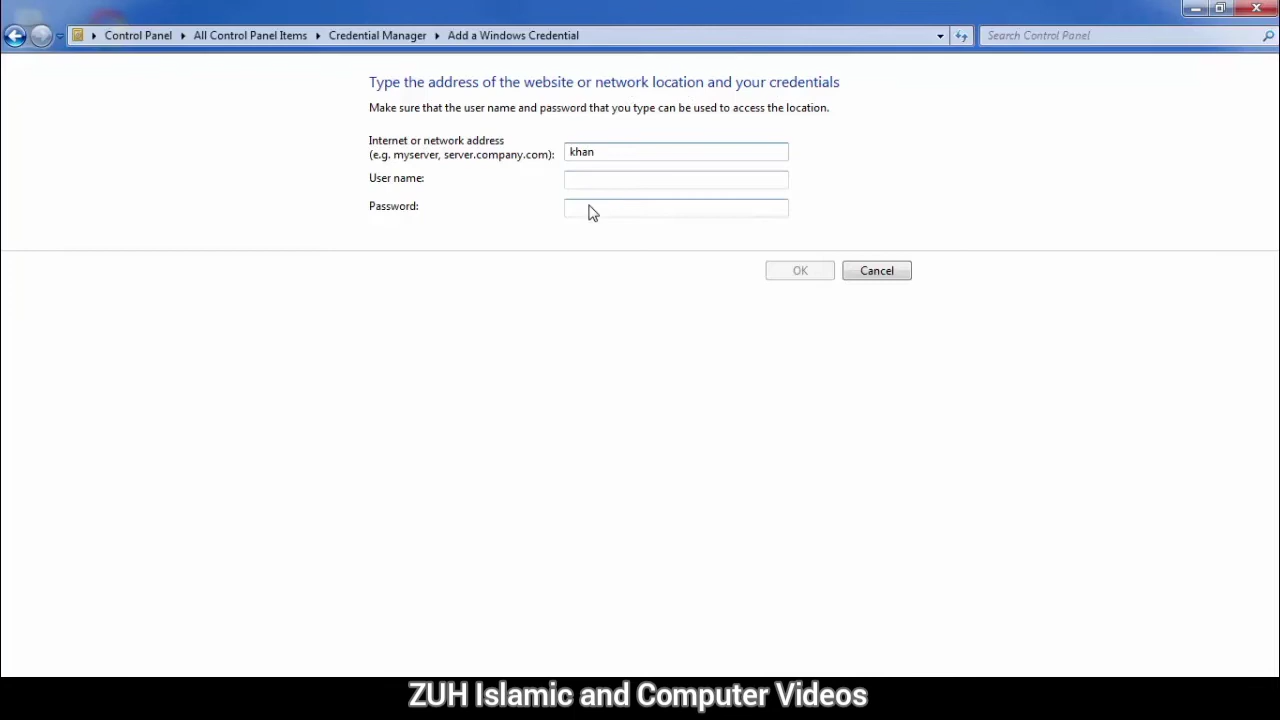 Control Panel All Control Panel Items Credential Manager Add a Windows Credential Search Control Panel
Type the address of the website or network location and your credentials
Make sure that the user name and password that you type can be used to access the location.
Internet or network address
(e.g. myserver, server.company.com): khan
User name:
Password:
OK Cancel
ZUH Islamic and Computer Videos